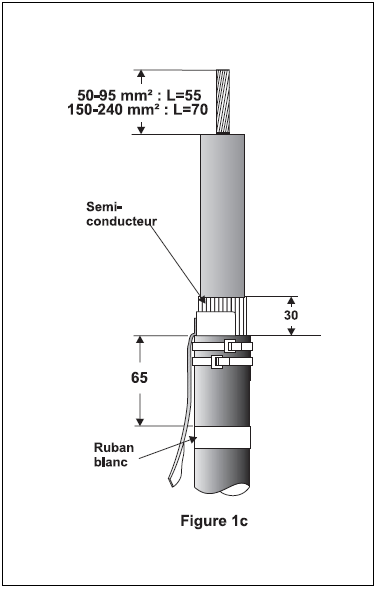 50-95 mm² : L=55
150-240 mm² : L=70
Semi-
conducteur
30
65
Ruban
blanc
Figure 1c